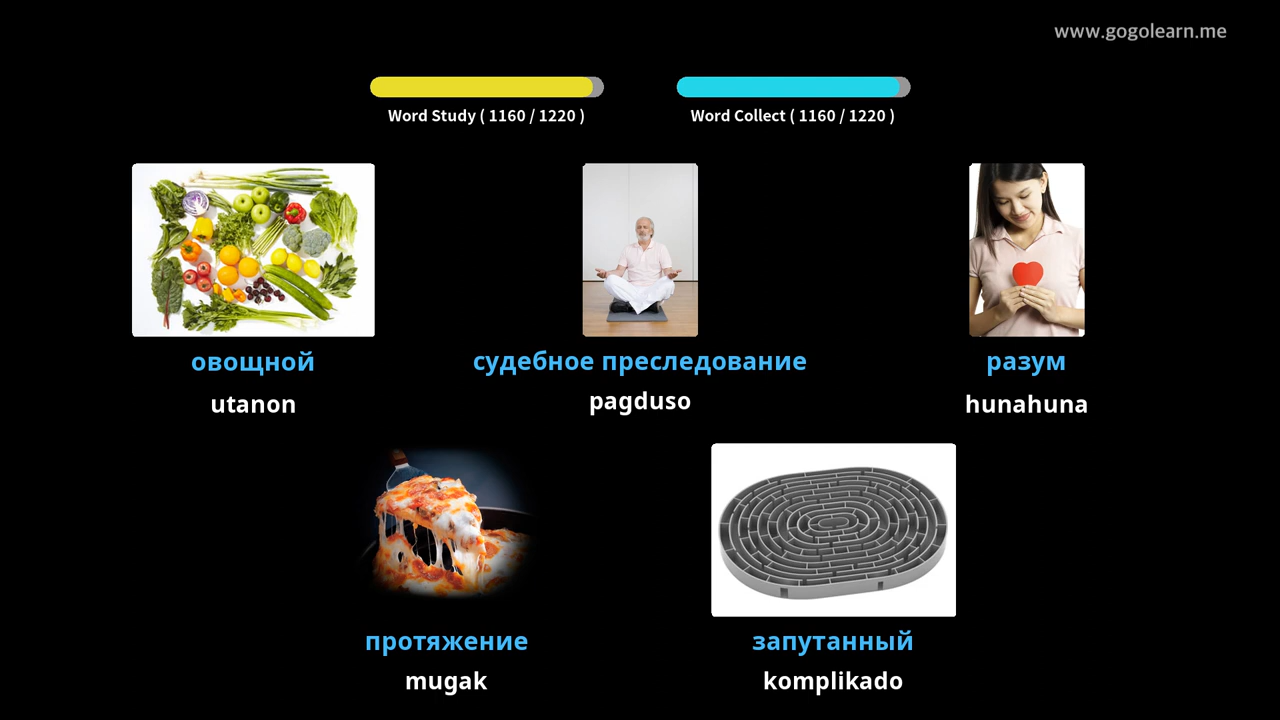 www.gogolearn.me
Word Study ( 1160 / 1220 )
Word Collect ( 1160 / 1220 )
овощной
utanon
судебное преследование
pagduso
разум
hunahuna
протяжение
mugak
запутанный
komplikado